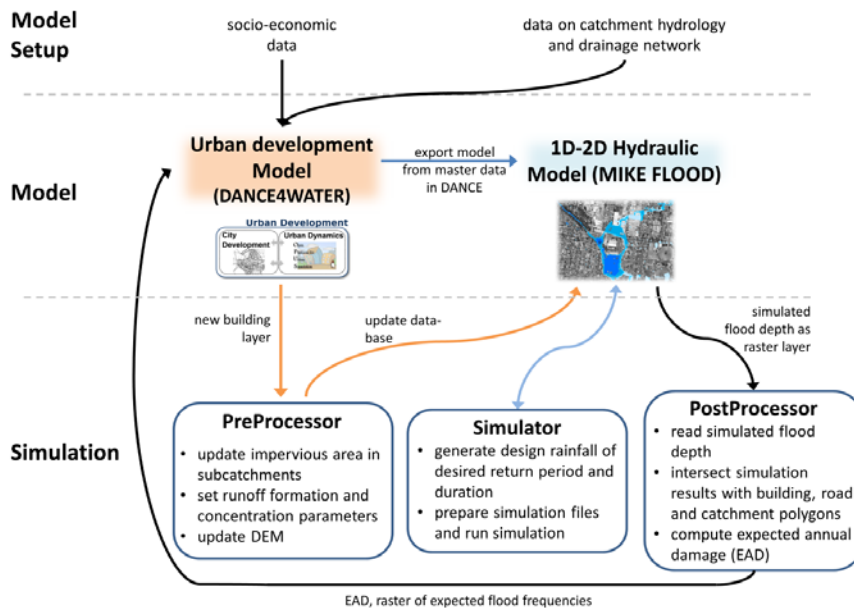 Model
Setup
socio-economic
data
data on catchment hydrology
and drainage network
Model
Urban development
Model
(DANCE4WATER)
export model
from master data
in DANCE
1D-2D Hydraulic
Model (MIKE FLOOD)
Urban Development
City
Development
Urban Dynamics
new building
layer
update data-
base
simulated
flood depth as
raster layer
Simulation
PreProcessor
• update impervious area in
subcatchments
• set runoff formation and
concentration parameters
• update DEM
Simulator
• generate design rainfall of
desired return period and
duration
• prepare simulation files
and run simulation
PostProcessor
• read simulated flood
depth
• intersect simulation
results with building, road
and catchment polygons
• compute expected annual
damage (EAD)
EAD, raster of expected flood frequencies